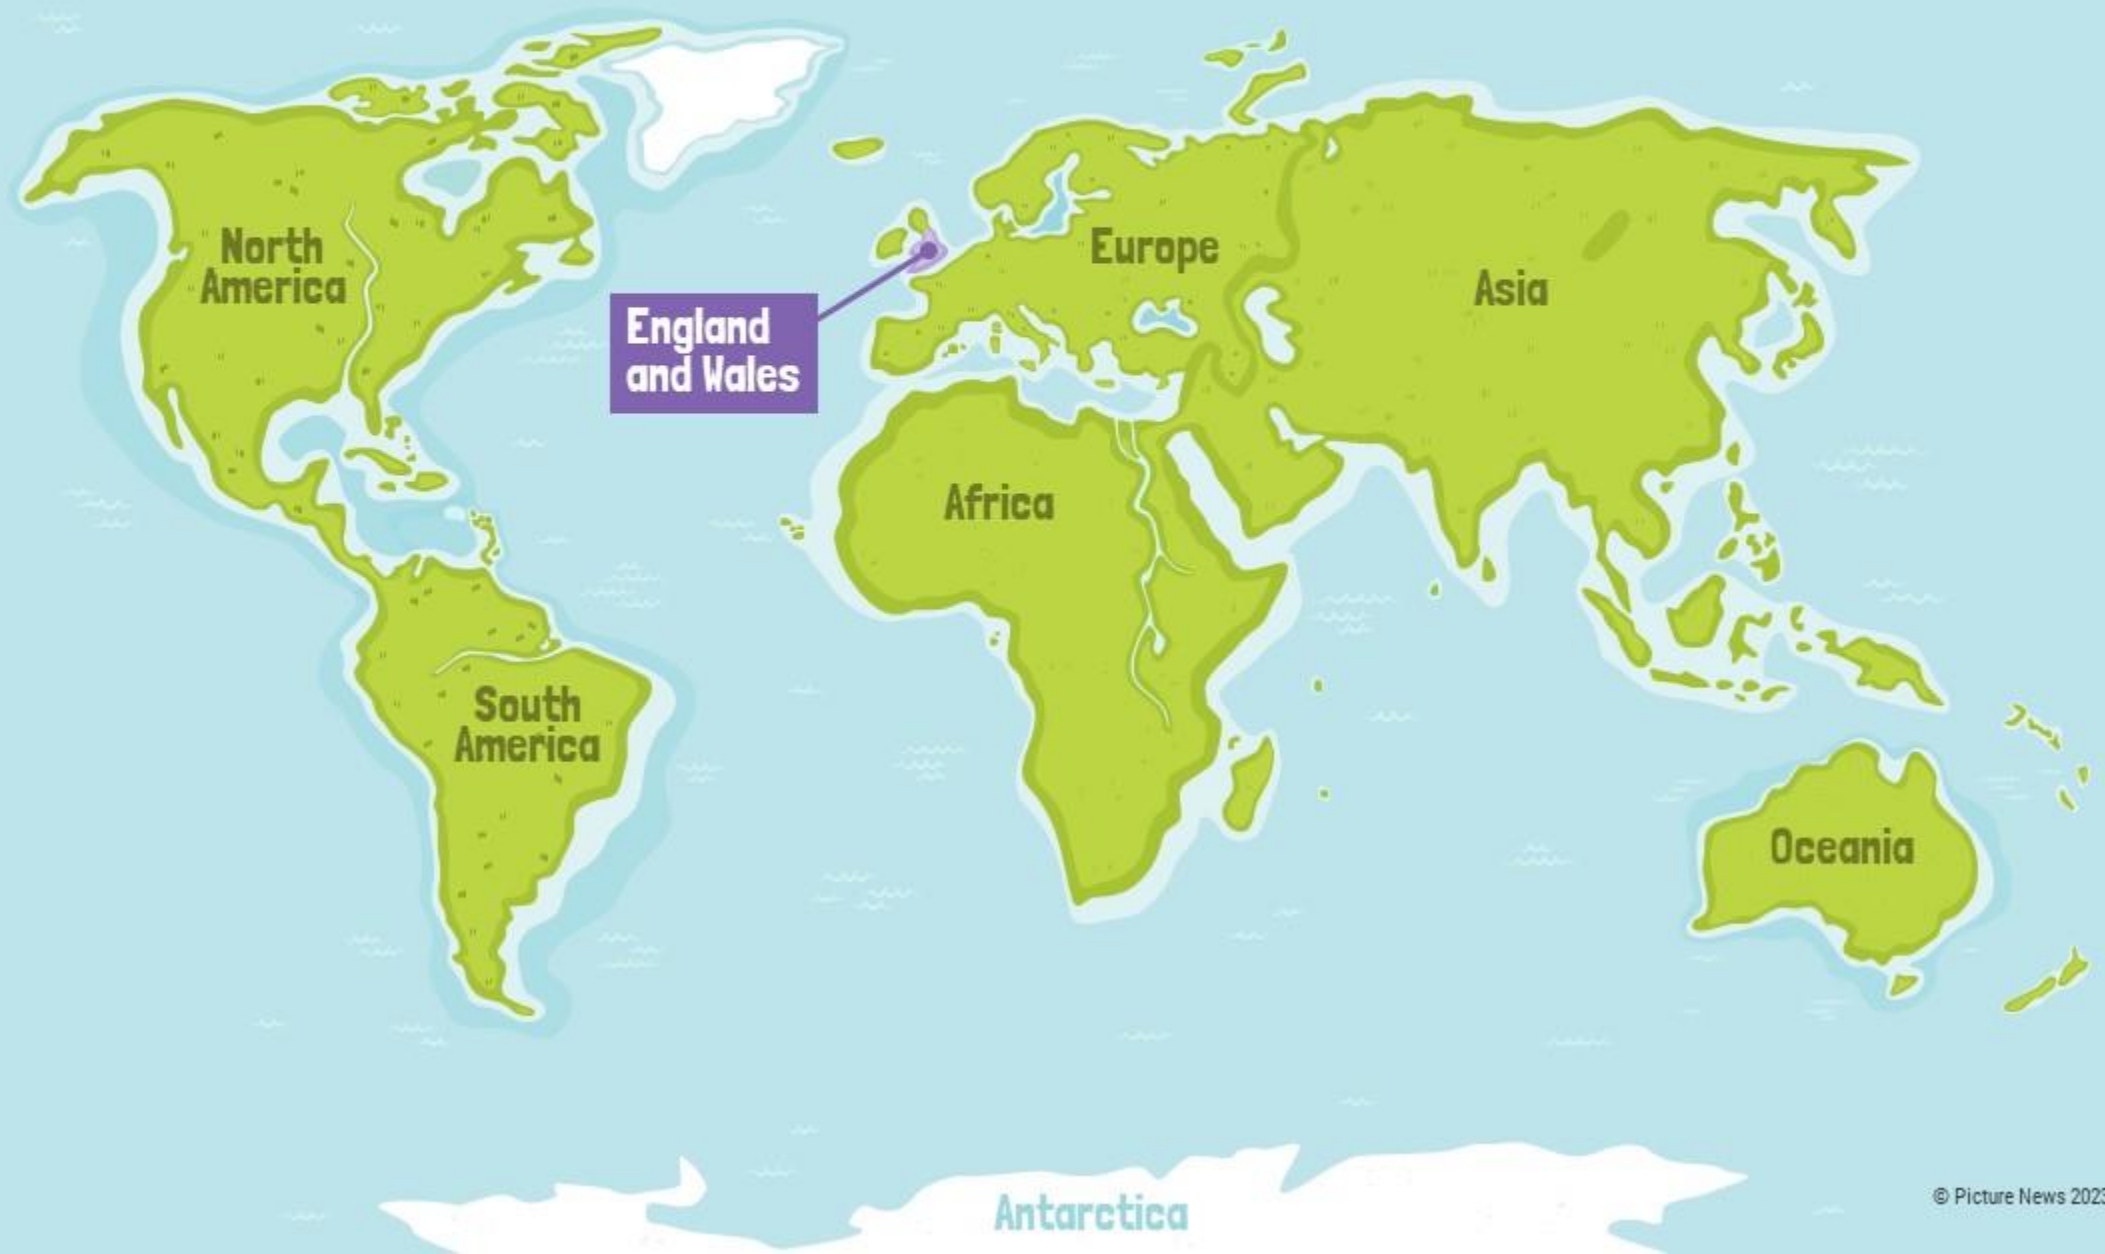 North
America
England
and Wales
Europe
Asia
Africa
South
America
Oceania
Antarctica
© Picture News 2023